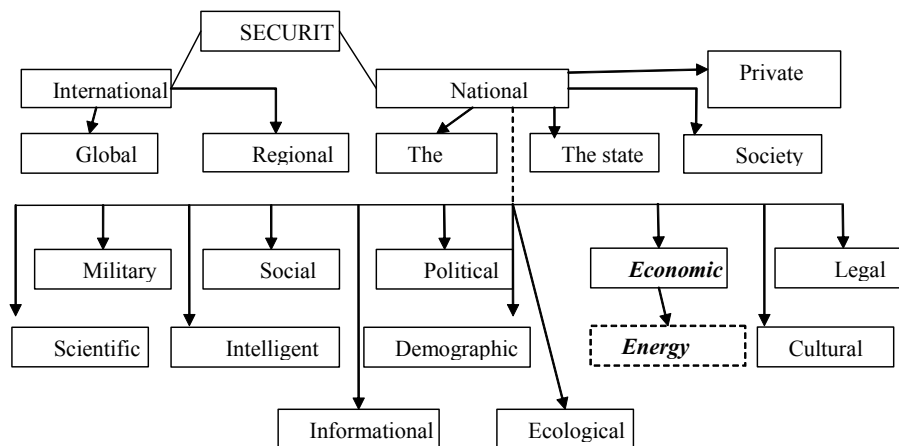 SECURIT
Private
International
National
Global
Regional
The
The state
Society
Military
Social
Political
Economic
Legal
Scientific
Intelligent
Demographic
Energy
Cultural
Informational
Ecological